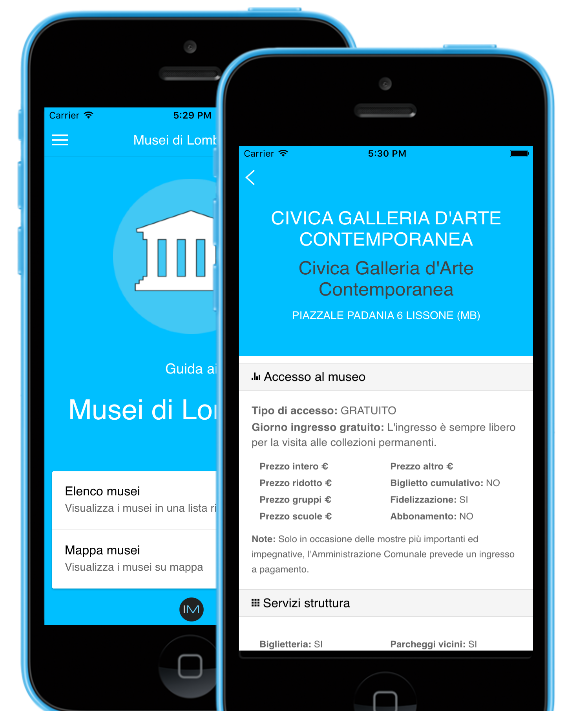 Carrier
5:29 PM
Musei di Lomb
Guida ai
Musei di Lo
Elenco musei
Visualizza i musei in una lista ri
Mappa musei
Visualizza i musei su mappa
IM
Carrier
5:30 PM
CIVICA GALLERIA D'ARTE
CONTEMPORANEA
Civica Galleria d'Arte
Contemporanea
PIAZZALE PADANIA 6 LISSONE (MB)
Accesso al museo
Tipo di accesso: GRATUITO
Giorno ingresso gratuito: L'ingresso è sempre libero
per la visita alle collezioni permanenti.
Prezzo intero € Prezzo altro €
Prezzo ridotto € Biglietto cumulativo: NO
Prezzo gruppi € Fidelizzazione: SI
Prezzo scuole € Abbonamento: NO
Note: Solo in occasione delle mostre più importanti ed
impegnative, l'Amministrazione Comunale prevede un ingresso
a pagamento.
Servizi struttura
Biglietteria: SI Parcheggi vicini: SI